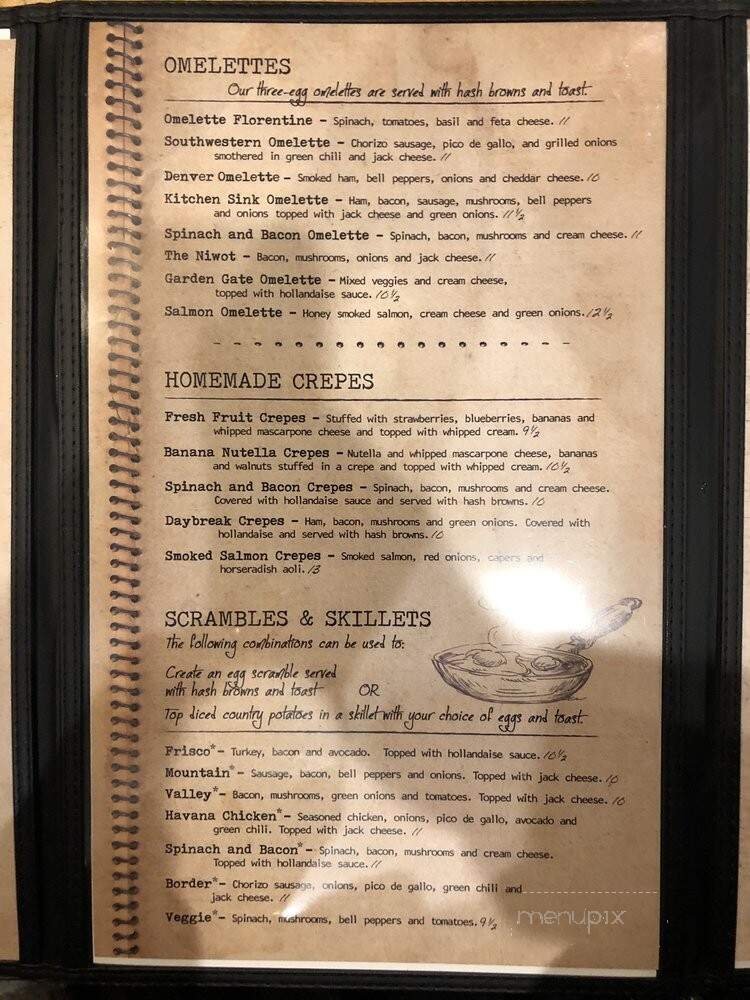 OMELETTES
Our three-egg omelettes are served with hash browns and toast.
Omelette Florentine - Spinach, tomatoes, basil and feta cheese. 11
Southwestern Omelette - Chorizo sausage, pico de gallo, and grilled onions
smothered in green chili and jack cheese. 11
Denver Omelette - Smoked ham, bell peppers, onions and cheddar cheese. 10
Kitchen Sink Omelette - Ham, bacon, sausage, mushrooms, bell peppers
and onions topped with jack cheese and green onions. 11 1/2
Spinach and Bacon Omelette - Spinach, bacon, mushrooms and cream cheese. 11
The Niwot - Bacon, mushrooms, onions and jack cheese. 11
Garden Gate Omelette - Mixed veggies and cream cheese,
topped with hollandaise sauce. 10 1/2
Salmon Omelette - Honey smoked salmon, cream cheese and green onions. 12 1/2
HOMEMADE CREPES
Fresh Fruit Crepes - Stuffed with strawberries, blueberries, bananas and
whipped mascarpone cheese and topped with whipped cream. 9 1/2
Banana Nutella Crepes - Nutella and whipped mascarpone cheese, bananas
and walnuts stuffed in a crepe and topped with whipped cream. 10 1/2
Spinach and Bacon Crepes - Spinach, bacon, mushrooms and cream cheese.
Covered with hollandaise sauce and served with hash browns. 10
Daybreak Crepes - Ham, bacon, mushrooms and green onions. Covered with
hollandaise and served with hash browns. 10
Smoked Salmon Crepes - Smoked salmon, red onions, capers and
horseradish aoli. 13
SCRAMBLES & SKILLETS
The following combinations can be used to:
Create an egg scramble served
with hash browns and toast OR
Top diced country potatoes in a skillet with your choice of eggs and toast.
Frisco* - Turkey, bacon and avocado. Topped with hollandaise sauce. 10 1/2
Mountain* - Sausage, bacon, bell peppers and onions. Topped with jack cheese. 10
Valley* - Bacon, mushrooms, green onions and tomatoes. Topped with jack cheese. 10
Havana Chicken* - Seasoned chicken, onions, pico de gallo, avocado and
green chili. Topped with jack cheese. 11
Spinach and Bacon* - Spinach, bacon, mushrooms and cream cheese.
Topped with hollandaise sauce. 11
Border* - Chorizo sausage, onions, pico de gallo, green chili and
jack cheese. 11
Veggie* - Spinach, mushrooms, bell peppers and tomatoes. 9 1/2
menupix